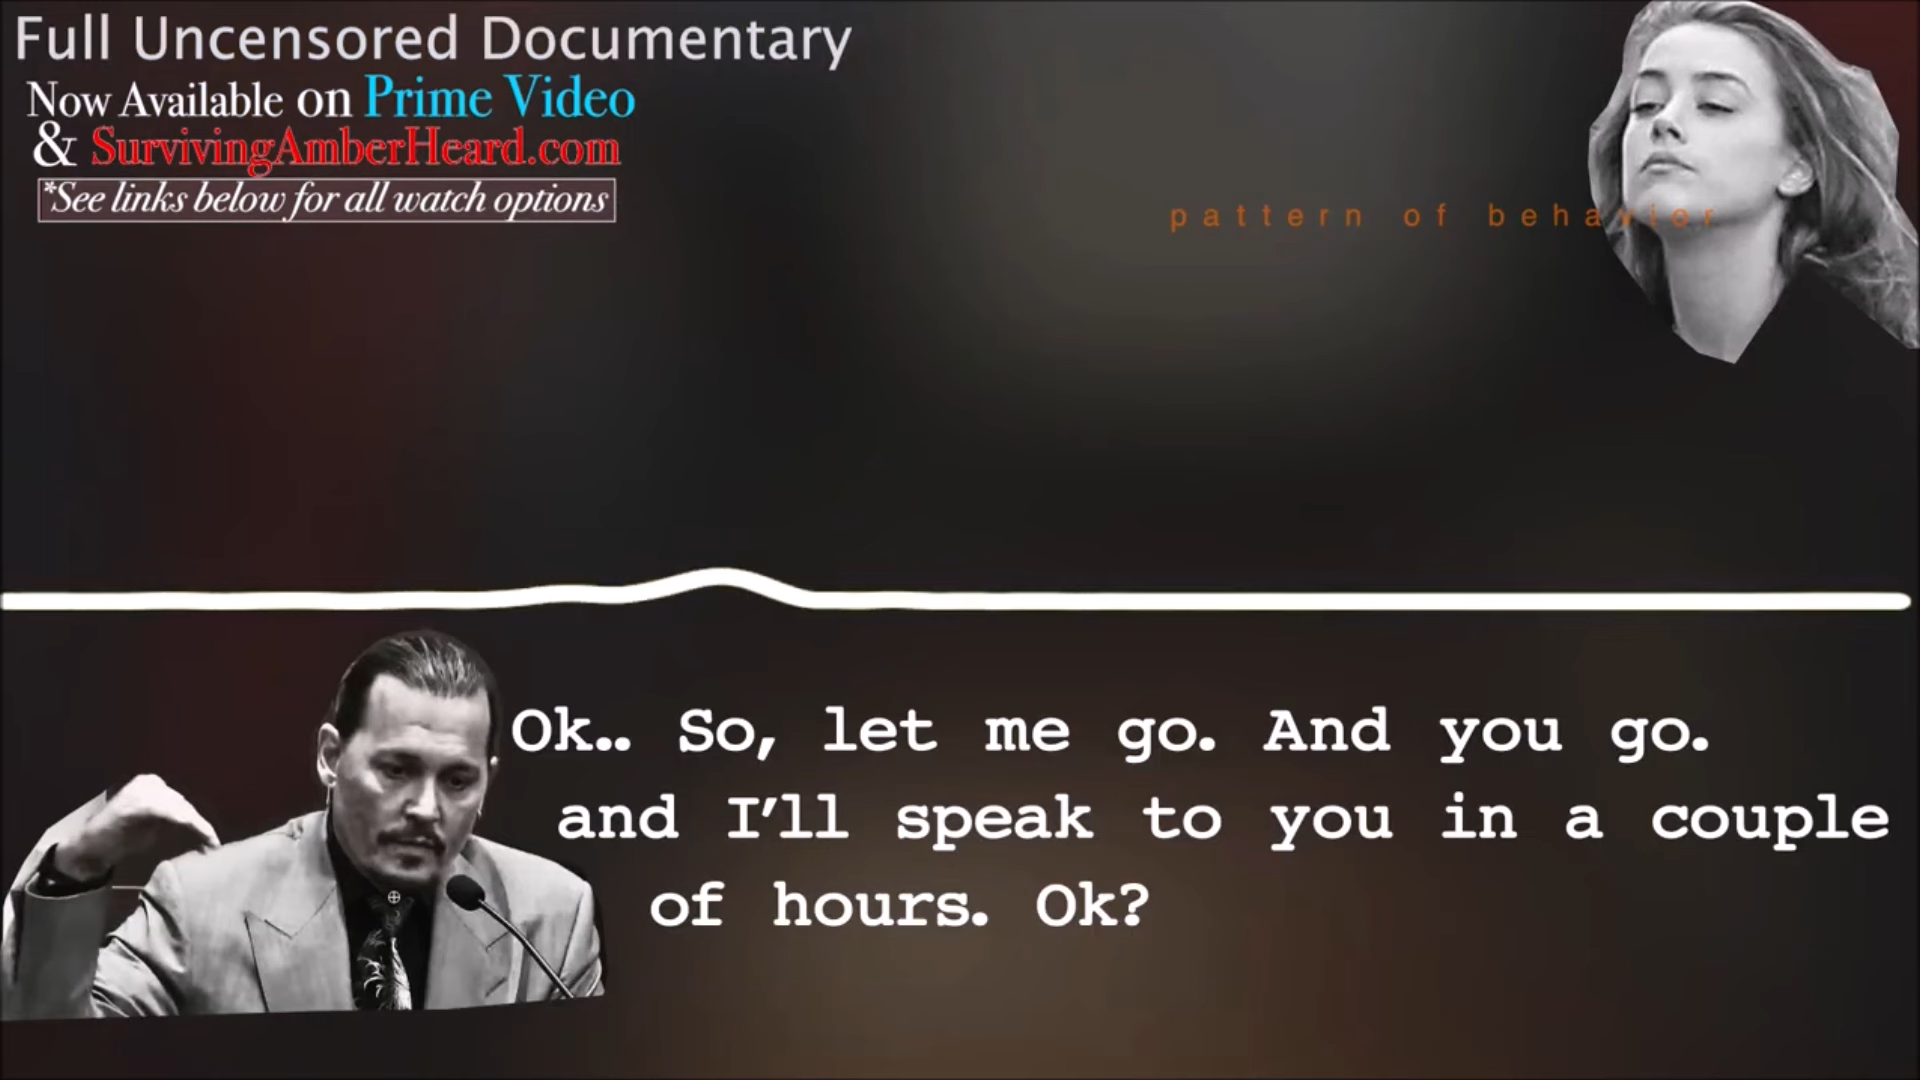 Full Uncensored Documentary
Now Available on Prime Video
& SurvivingAmberHeard.com
*See links below for all watch options
pattern of behavior
Ok.. So, let me go. And you go.
and I'll speak to you in a couple
of hours. Ok?